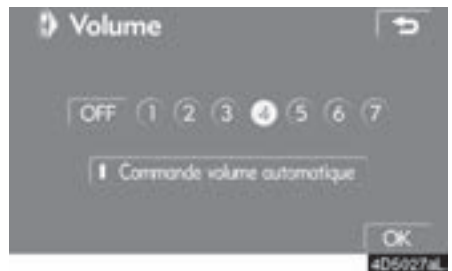 Volume
OFF 1 2 3 4 5 6 7
Commande volume automatique
OK
4D5027aL